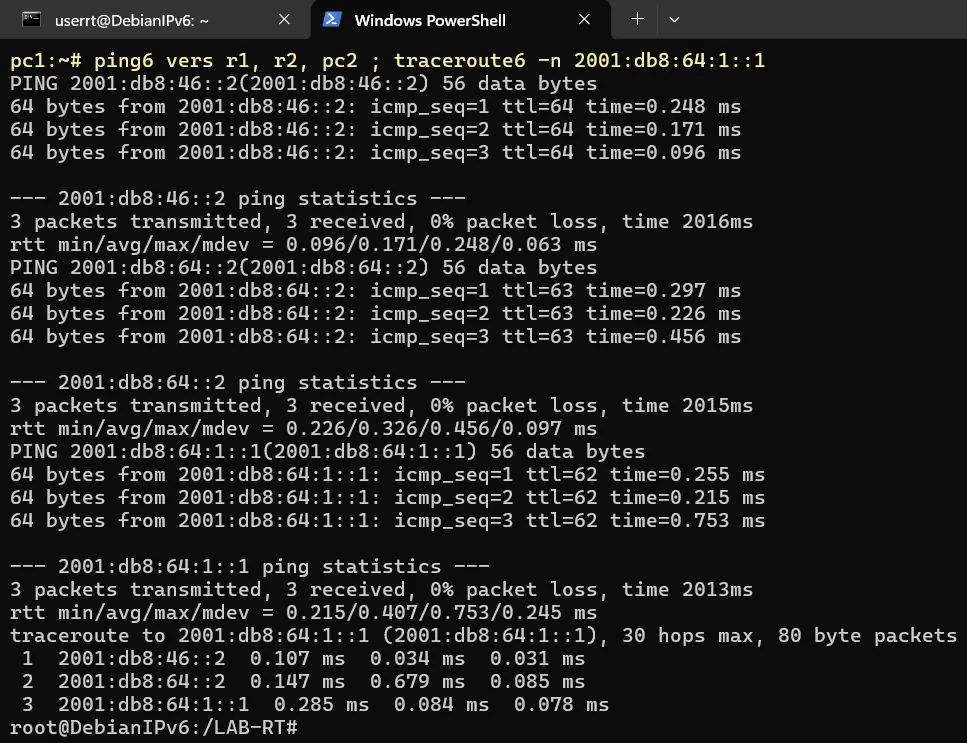 userrt@DebianIPv6: ~
Windows PowerShell
pc1:~# ping6 vers r1, r2, pc2 ; traceroute6 -n 2001:db8:64:1::1
PING 2001:db8:46::2(2001:db8:46::2) 56 data bytes
64 bytes from 2001:db8:46::2: icmp_seq=1 ttl=64 time=0.248 ms
64 bytes from 2001:db8:46::2: icmp_seq=2 ttl=64 time=0.171 ms
64 bytes from 2001:db8:46::2: icmp_seq=3 ttl=64 time=0.096 ms

--- 2001:db8:46::2 ping statistics ---
3 packets transmitted, 3 received, 0% packet loss, time 2016ms
rtt min/avg/max/mdev = 0.096/0.171/0.248/0.063 ms
PING 2001:db8:64::2(2001:db8:64::2) 56 data bytes
64 bytes from 2001:db8:64::2: icmp_seq=1 ttl=63 time=0.297 ms
64 bytes from 2001:db8:64::2: icmp_seq=2 ttl=63 time=0.226 ms
64 bytes from 2001:db8:64::2: icmp_seq=3 ttl=63 time=0.456 ms

--- 2001:db8:64::2 ping statistics ---
3 packets transmitted, 3 received, 0% packet loss, time 2015ms
rtt min/avg/max/mdev = 0.226/0.326/0.456/0.097 ms
PING 2001:db8:64:1::1(2001:db8:64:1::1) 56 data bytes
64 bytes from 2001:db8:64:1::1: icmp_seq=1 ttl=62 time=0.255 ms
64 bytes from 2001:db8:64:1::1: icmp_seq=2 ttl=62 time=0.215 ms
64 bytes from 2001:db8:64:1::1: icmp_seq=3 ttl=62 time=0.753 ms

--- 2001:db8:64:1::1 ping statistics ---
3 packets transmitted, 3 received, 0% packet loss, time 2013ms
rtt min/avg/max/mdev = 0.215/0.407/0.753/0.245 ms
traceroute to 2001:db8:64:1::1 (2001:db8:64:1::1), 30 hops max, 80 byte packets
 1  2001:db8:46::2  0.107 ms  0.034 ms  0.031 ms
 2  2001:db8:64::2  0.147 ms  0.679 ms  0.085 ms
 3  2001:db8:64:1::1  0.285 ms  0.084 ms  0.078 ms
root@DebianIPv6:/LAB-RT#